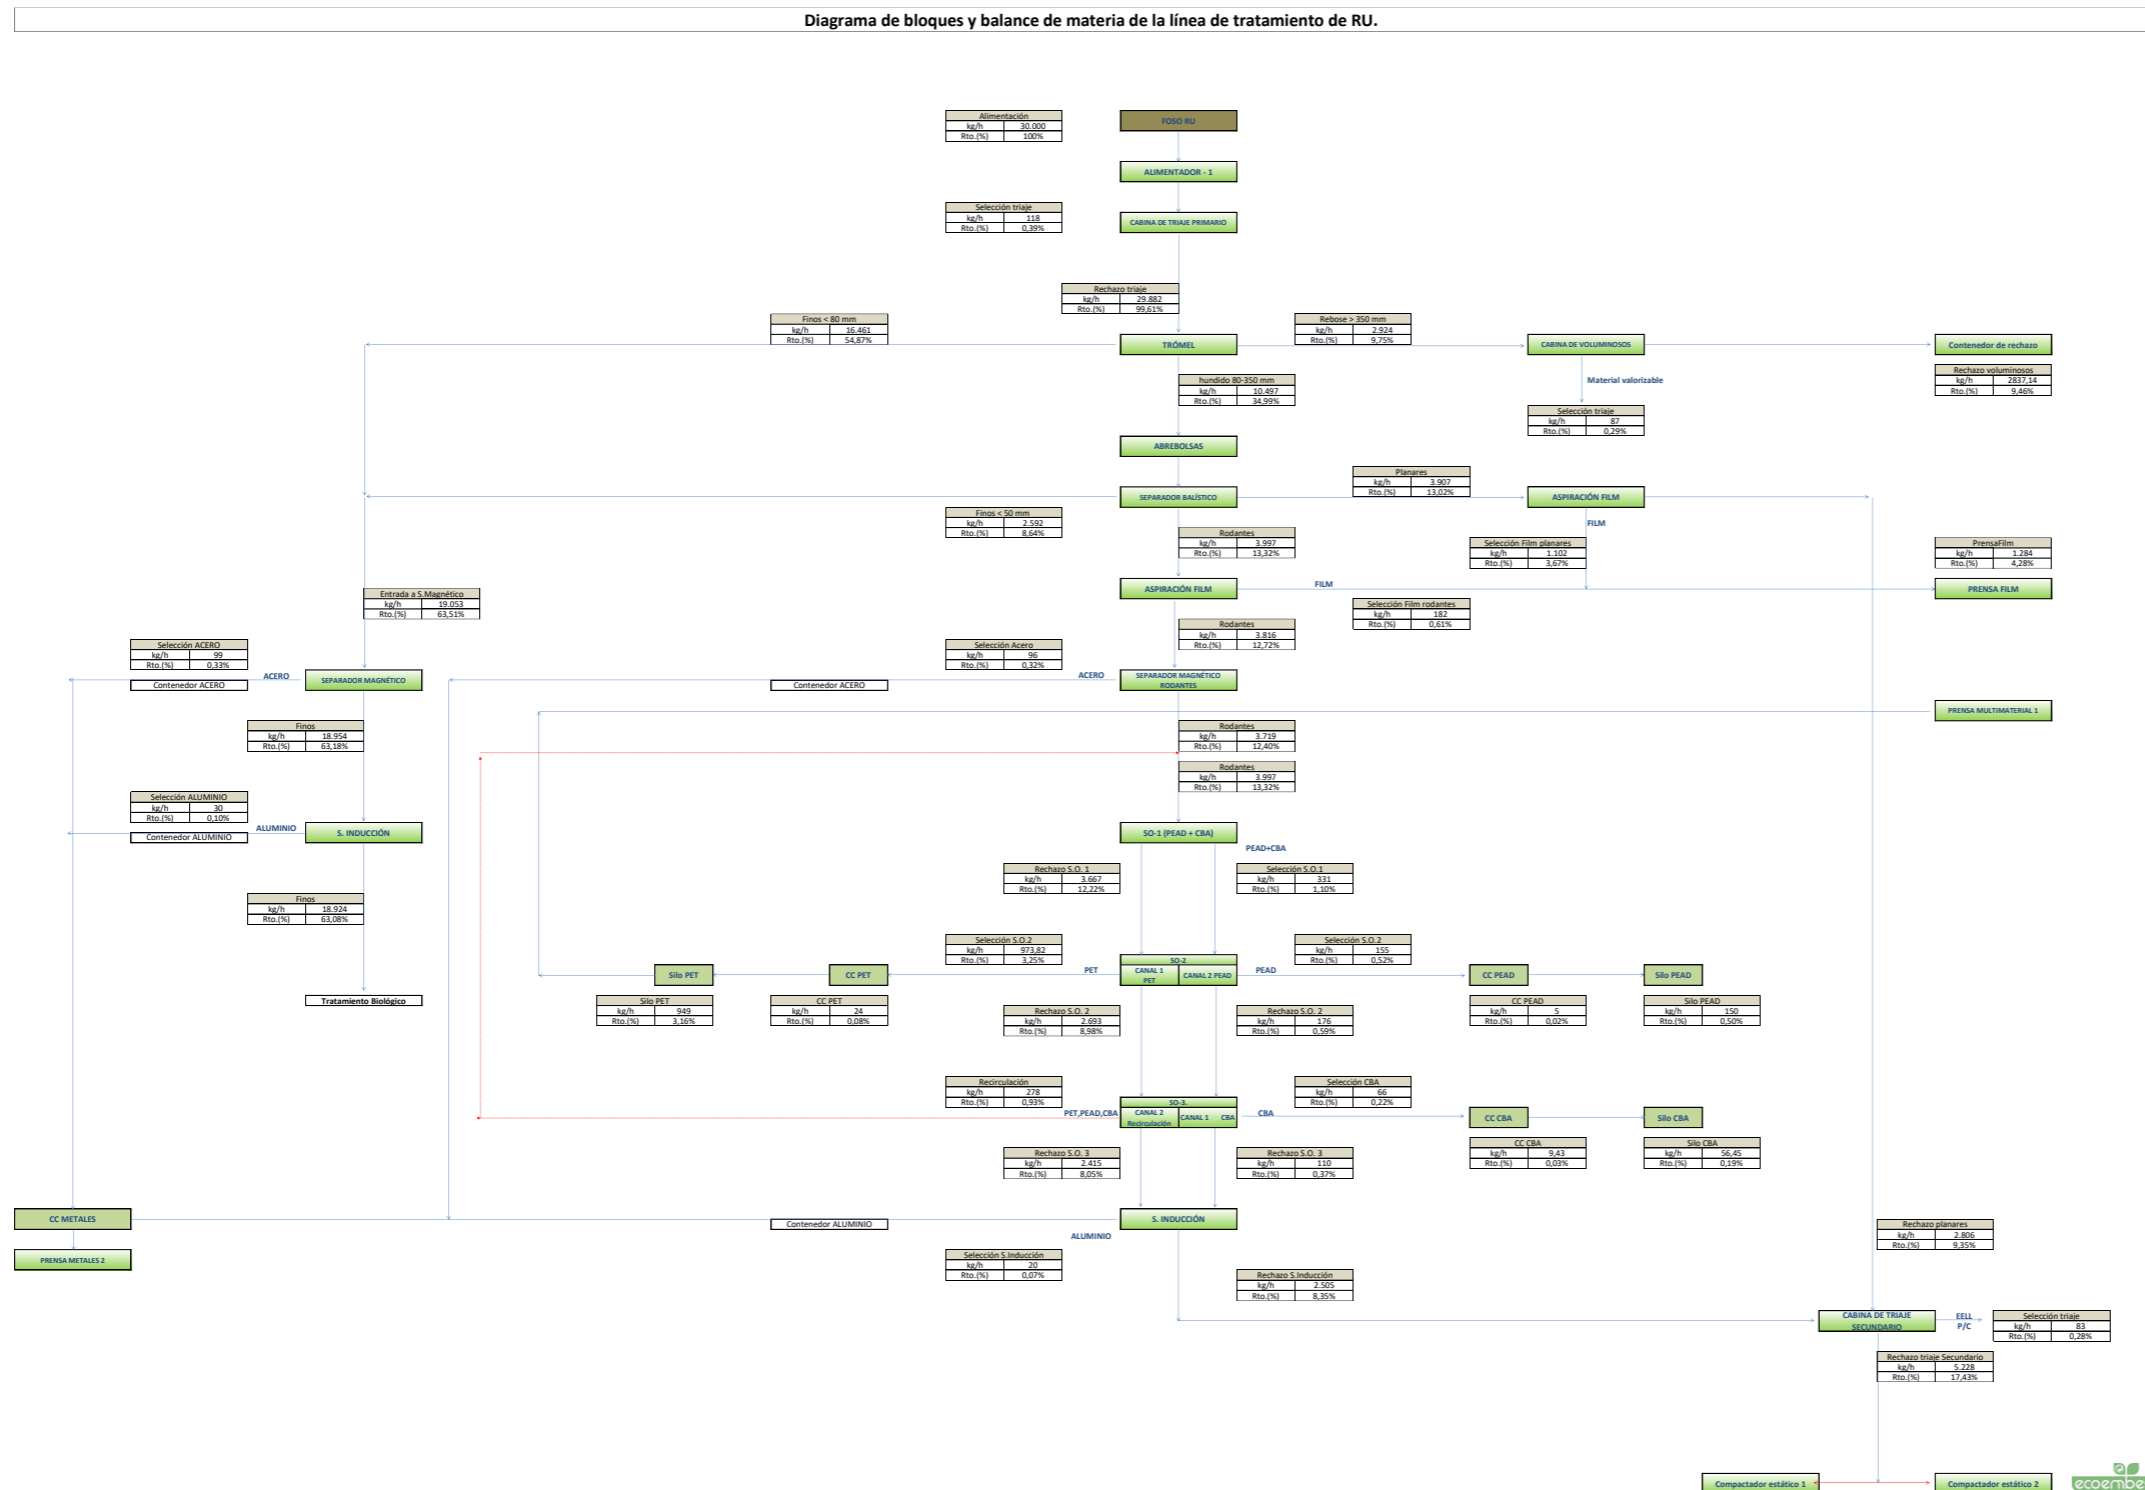 Diagrama de bloques y balance de materia de la línea de tratamiento de RU.
Alimentación
kg/h 30.000
Rto.(%) 100%
FOSO RU
ALIMENTADOR - 1
Selección triaje
kg/h 118
Rto.(%) 0,39%
CABINA DE TRIAJE PRIMARIO
Rechazo triaje
kg/h 29.882
Rto.(%) 99,61%
Finos < 80 mm
kg/h 16.461
Rto.(%) 54,87%
TRÓMEL
Rebose > 350 mm
kg/h 2.924
Rto.(%) 9,75%
CABINA DE VOLUMINOSOS
Contenedor de rechazo
Rechazo voluminosos
kg/h 2837,14
Rto.(%) 9,46%
hundido 80-350 mm
kg/h 10.497
Rto.(%) 34,99%
Material valorizable
Selección triaje
kg/h 87
Rto.(%) 0,29%
ABREBOLSAS
Planares
kg/h 3.907
Rto.(%) 13,02%
SEPARADOR BALÍSTICO
ASPIRACIÓN FILM
Finos < 50 mm
kg/h 2.592
Rto.(%) 8,64%
FILM
Rodantes
kg/h 3.997
Rto.(%) 13,32%
Selección Film planares
kg/h 1.102
Rto.(%) 3,67%
PrensaFilm
kg/h 1.284
Rto.(%) 4,28%
ASPIRACIÓN FILM
FILM
PRENSA FILM
Entrada a S.Magnético
kg/h 19.053
Rto.(%) 63,51%
Selección Film rodantes
kg/h 182
Rto.(%) 0,61%
Rodantes
kg/h 3.816
Rto.(%) 12,72%
Selección ACERO
kg/h 99
Rto.(%) 0,33%
Contenedor ACERO
ACERO
SEPARADOR MAGNÉTICO
Selección Acero
kg/h 96
Rto.(%) 0,32%
Contenedor ACERO
ACERO
SEPARADOR MAGNÉTICO
RODANTES
PRENSA MULTIMATERIAL 1
Finos
kg/h 18.954
Rto.(%) 63,18%
Rodantes
kg/h 3.719
Rto.(%) 12,40%
Rodantes
kg/h 3.997
Rto.(%) 13,32%
Selección ALUMINIO
kg/h 30
Rto.(%) 0,10%
Contenedor ALUMINIO
ALUMINIO
S. INDUCCIÓN
SO-1 (PEAD + CBA)
PEAD+CBA
Rechazo S.O. 1
kg/h 3.667
Rto.(%) 12,22%
Selección S.O.1
kg/h 331
Rto.(%) 1,10%
Finos
kg/h 18.924
Rto.(%) 63,08%
Selección S.O.2
kg/h 973,82
Rto.(%) 3,25%
Selección S.O.2
kg/h 155
Rto.(%) 0,52%
Silo PET
CC PET
PET
SO-2
CANAL 1
PET
CANAL 2 PEAD
PEAD
CC PEAD
Silo PEAD
Tratamiento Biológico
Silo PET
kg/h 949
Rto.(%) 3,16%
CC PET
kg/h 24
Rto.(%) 0,08%
Rechazo S.O. 2
kg/h 2.693
Rto.(%) 8,98%
Rechazo S.O. 2
kg/h 176
Rto.(%) 0,59%
CC PEAD
kg/h 5
Rto.(%) 0,02%
Silo PEAD
kg/h 150
Rto.(%) 0,50%
Recirculación
kg/h 278
Rto.(%) 0,93%
Selección CBA
kg/h 66
Rto.(%) 0,22%
PET,PEAD,CBA
SO-3.
CANAL 2
Recirculación
CANAL 1 CBA
CBA
CC CBA
Silo CBA
Rechazo S.O. 3
kg/h 2.415
Rto.(%) 8,05%
Rechazo S.O. 3
kg/h 110
Rto.(%) 0,37%
CC CBA
kg/h 9,43
Rto.(%) 0,03%
Silo CBA
kg/h 56,45
Rto.(%) 0,19%
CC METALES
Contenedor ALUMINIO
S. INDUCCIÓN
ALUMINIO
Rechazo planares
kg/h 2.806
Rto.(%) 9,35%
PRENSA METALES 2
Selección S.Inducción
kg/h 20
Rto.(%) 0,07%
Rechazo S.Inducción
kg/h 2.505
Rto.(%) 8,35%
CABINA DE TRIAJE
SECUNDARIO
EELL
P/C
Selección triaje
kg/h 83
Rto.(%) 0,28%
Rechazo triaje Secundario
kg/h 5.228
Rto.(%) 17,43%
Compactador estático 1
Compactador estático 2
ecoembe